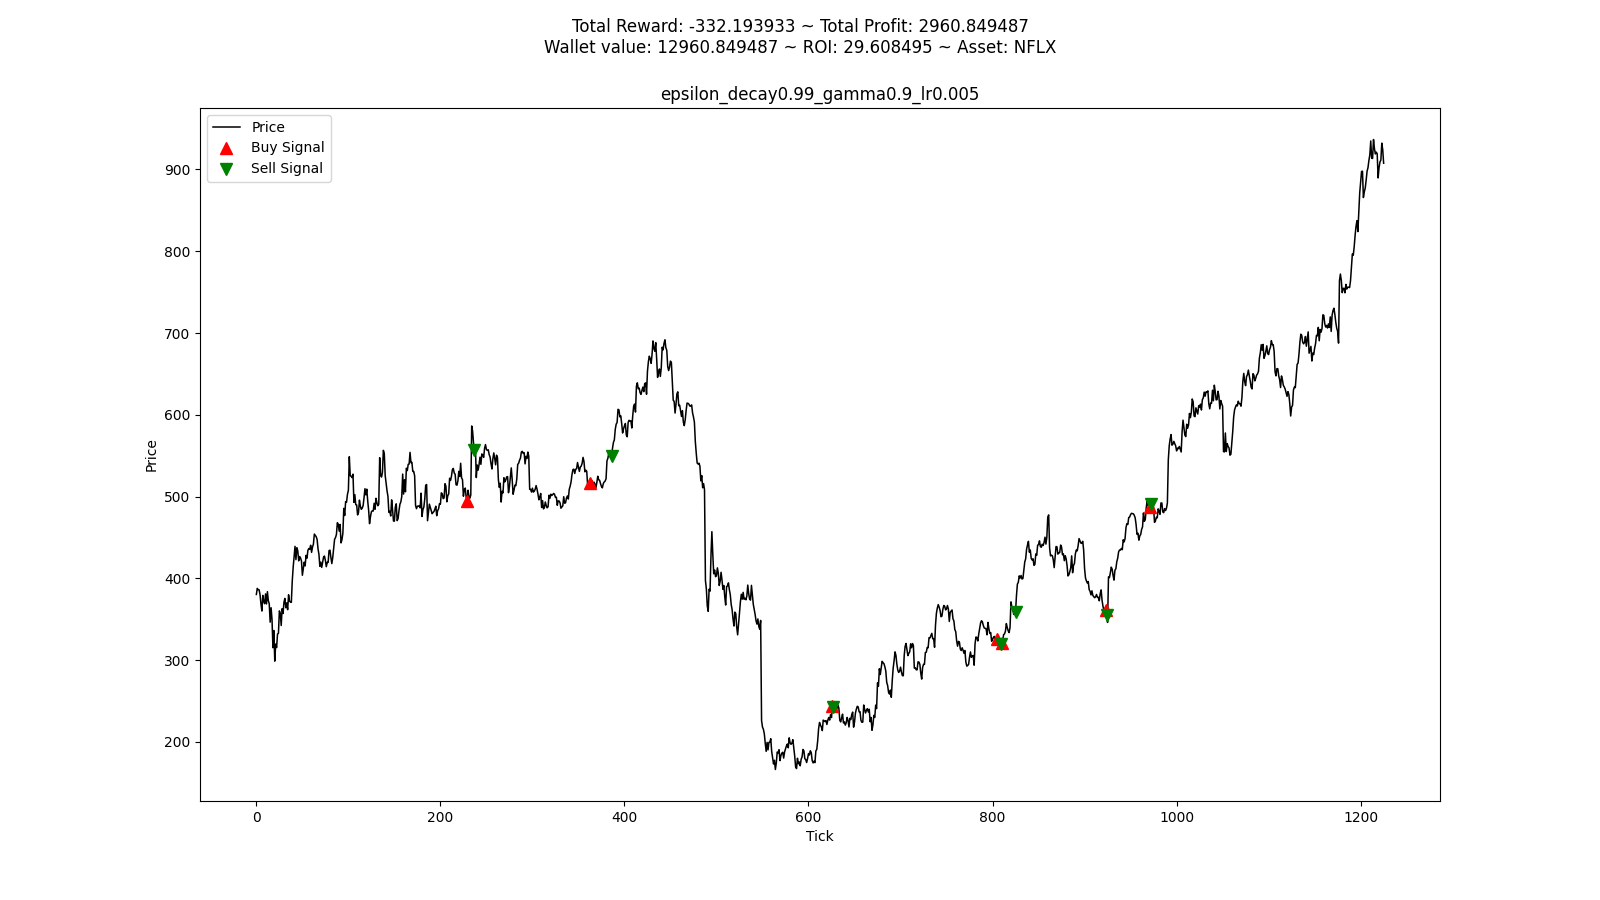 Total Reward: -332.193933 ~ Total Profit: 2960.849487
Wallet value: 12960.849487 ~ ROI: 29.608495 ~ Asset: NFLX
epsilon_decay0.99_gamma0.9_lr0.005
Price
Buy Signal
Sell Signal
900
800
700
600
500
400
300
200
Price
0
200
400
600
800
1000
1200
Tick